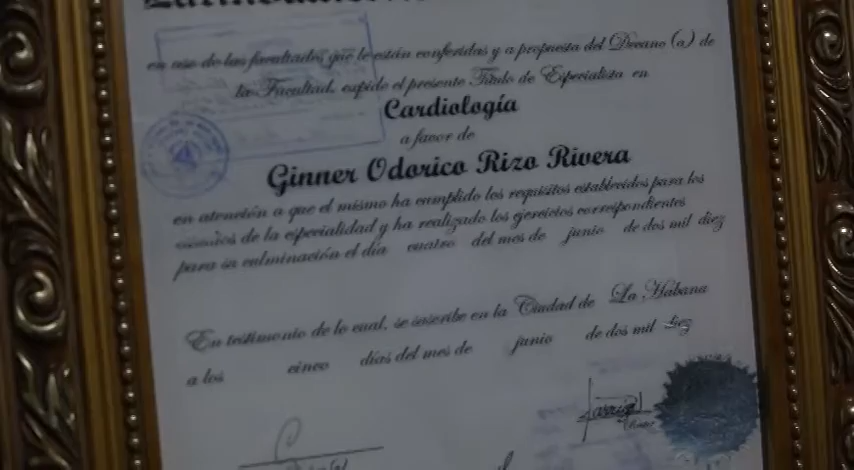 en uso de las facultades que le están conferidas y a propuesta del Decano (a) de
la Facultad, expide el presente Título de Especialista en
Cardiología
a favor de
Ginner Odorico Rizo Rivera
en atención a que el mismo ha cumplido los requisitos establecidos para los
estudios de la especialidad y ha realizado los ejercicios correspondientes
para su culminación el día cuatro del mes de junio de dos mil diez
En testimonio de lo cual, se suscribe en la Ciudad de La Habana
a los cinco días del mes de junio de dos mil diez